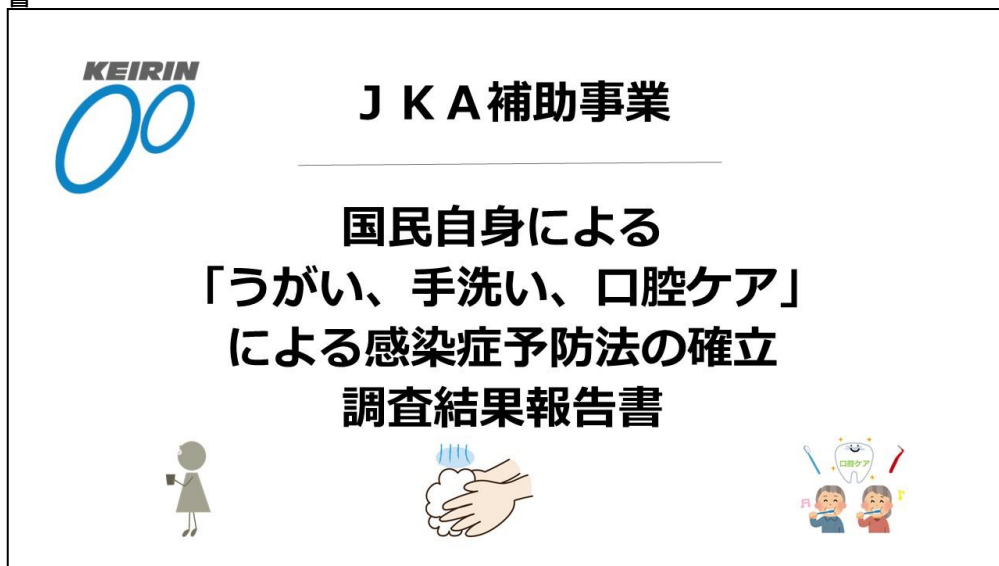 KEIRIN
ＪＫＡ補助事業
国民自身による
「うがい、手洗い、口腔ケア」
による感染症予防法の確立
調査結果報告書
口腔ケア